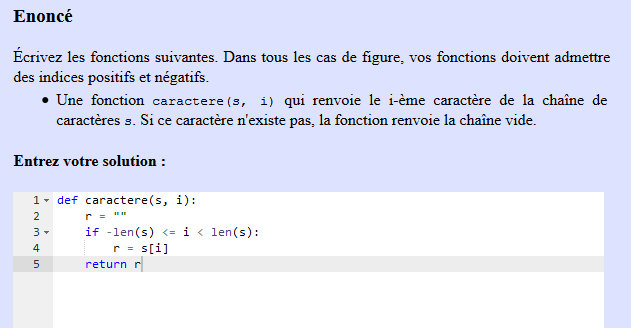 Enoncé
Écrivez les fonctions suivantes. Dans tous les cas de figure, vos fonctions doivent admettre
des indices positifs et négatifs.
• Une fonction caractere(s, i) qui renvoie le i-ème caractère de la chaîne de
caractères s. Si ce caractère n'existe pas, la fonction renvoie la chaîne vide.
Entrez votre solution :
1 def caractere(s, i):
2     r = ""
3     if -len(s) <= i < len(s):
4         r = s[i]
5     return r